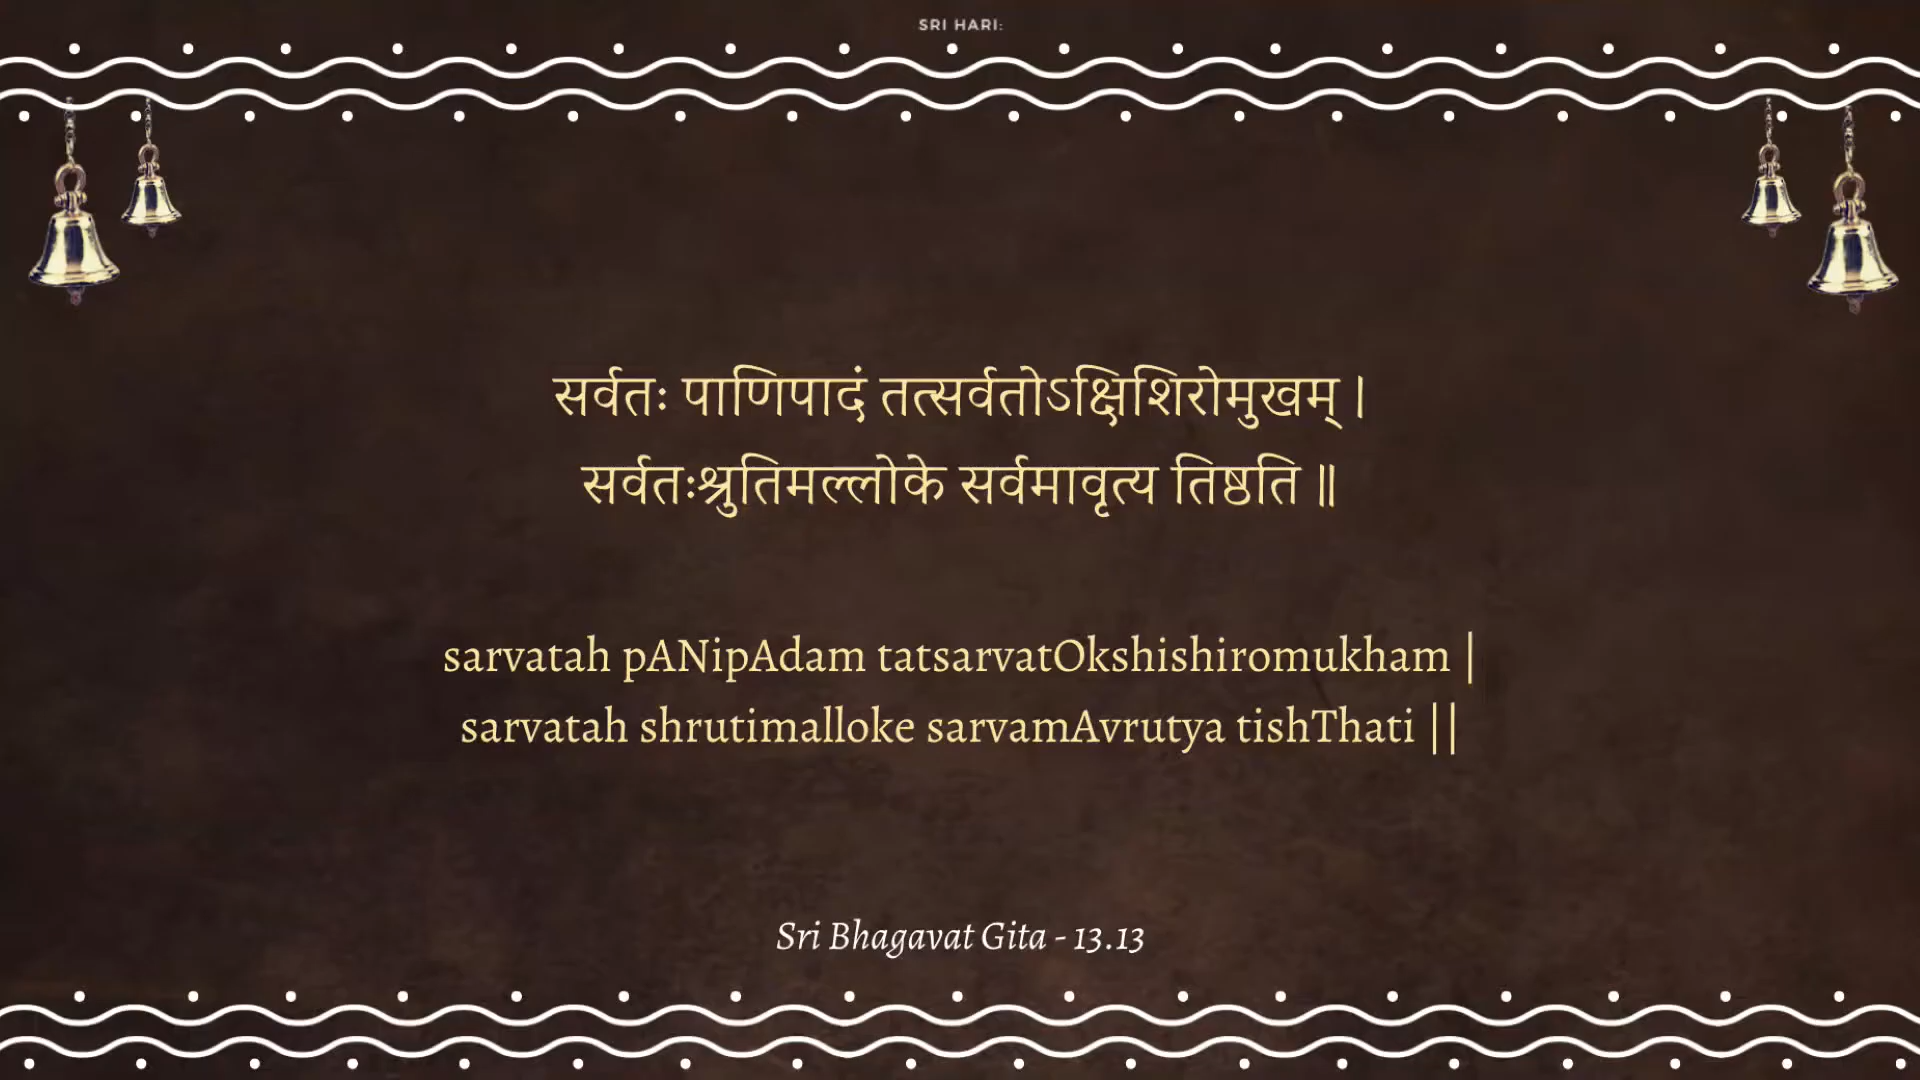 SRI HARI:
सर्वतः पाणिपादं तत्सर्वतोऽक्षिशिरोमुखम् ।
सर्वतःश्रुतिमल्लोके सर्वमावृत्य तिष्ठति ॥
sarvatah pANipAdam tatsarvatOkshishiromukham |
sarvatah shrutimalloke sarvamAvrutya tishThati ||
Sri Bhagavat Gita - 13.13